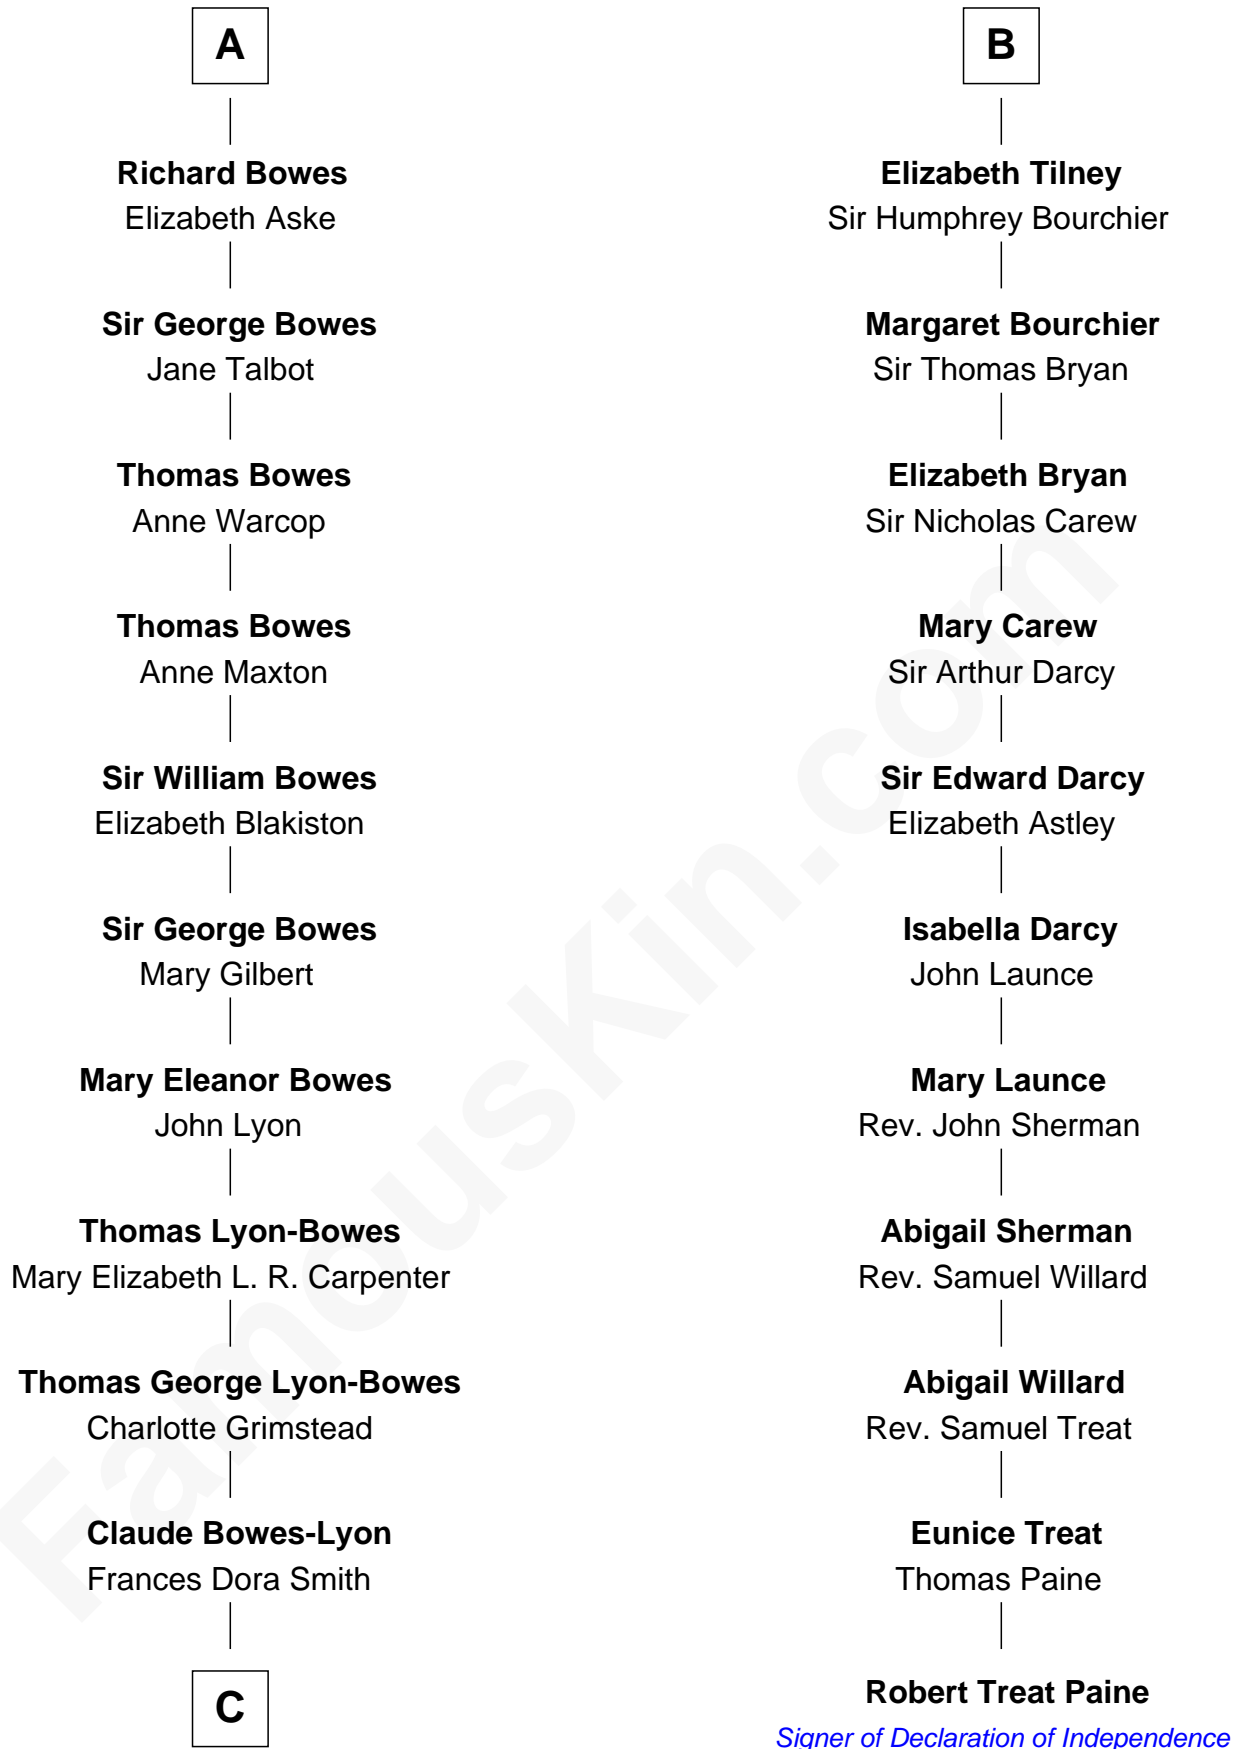 A
Richard Bowes
Elizabeth Aske
Sir George Bowes
Jane Talbot
Thomas Bowes
Anne Warcop
Thomas Bowes
Anne Maxton
Sir William Bowes
Elizabeth Blakiston
Sir George Bowes
Mary Gilbert
Mary Eleanor Bowes
John Lyon
Thomas Lyon-Bowes
Mary Elizabeth L. R. Carpenter
Thomas George Lyon-Bowes
Charlotte Grimstead
Claude Bowes-Lyon
Frances Dora Smith
C
B
Elizabeth Tilney
Sir Humphrey Bourchier
Margaret Bourchier
Sir Thomas Bryan
Elizabeth Bryan
Sir Nicholas Carew
Mary Carew
Sir Arthur Darcy
Sir Edward Darcy
Elizabeth Astley
Isabella Darcy
John Launce
Mary Launce
Rev. John Sherman
Abigail Sherman
Rev. Samuel Willard
Abigail Willard
Rev. Samuel Treat
Eunice Treat
Thomas Paine
Robert Treat Paine
Signer of Declaration of Independence
FamousKin.com